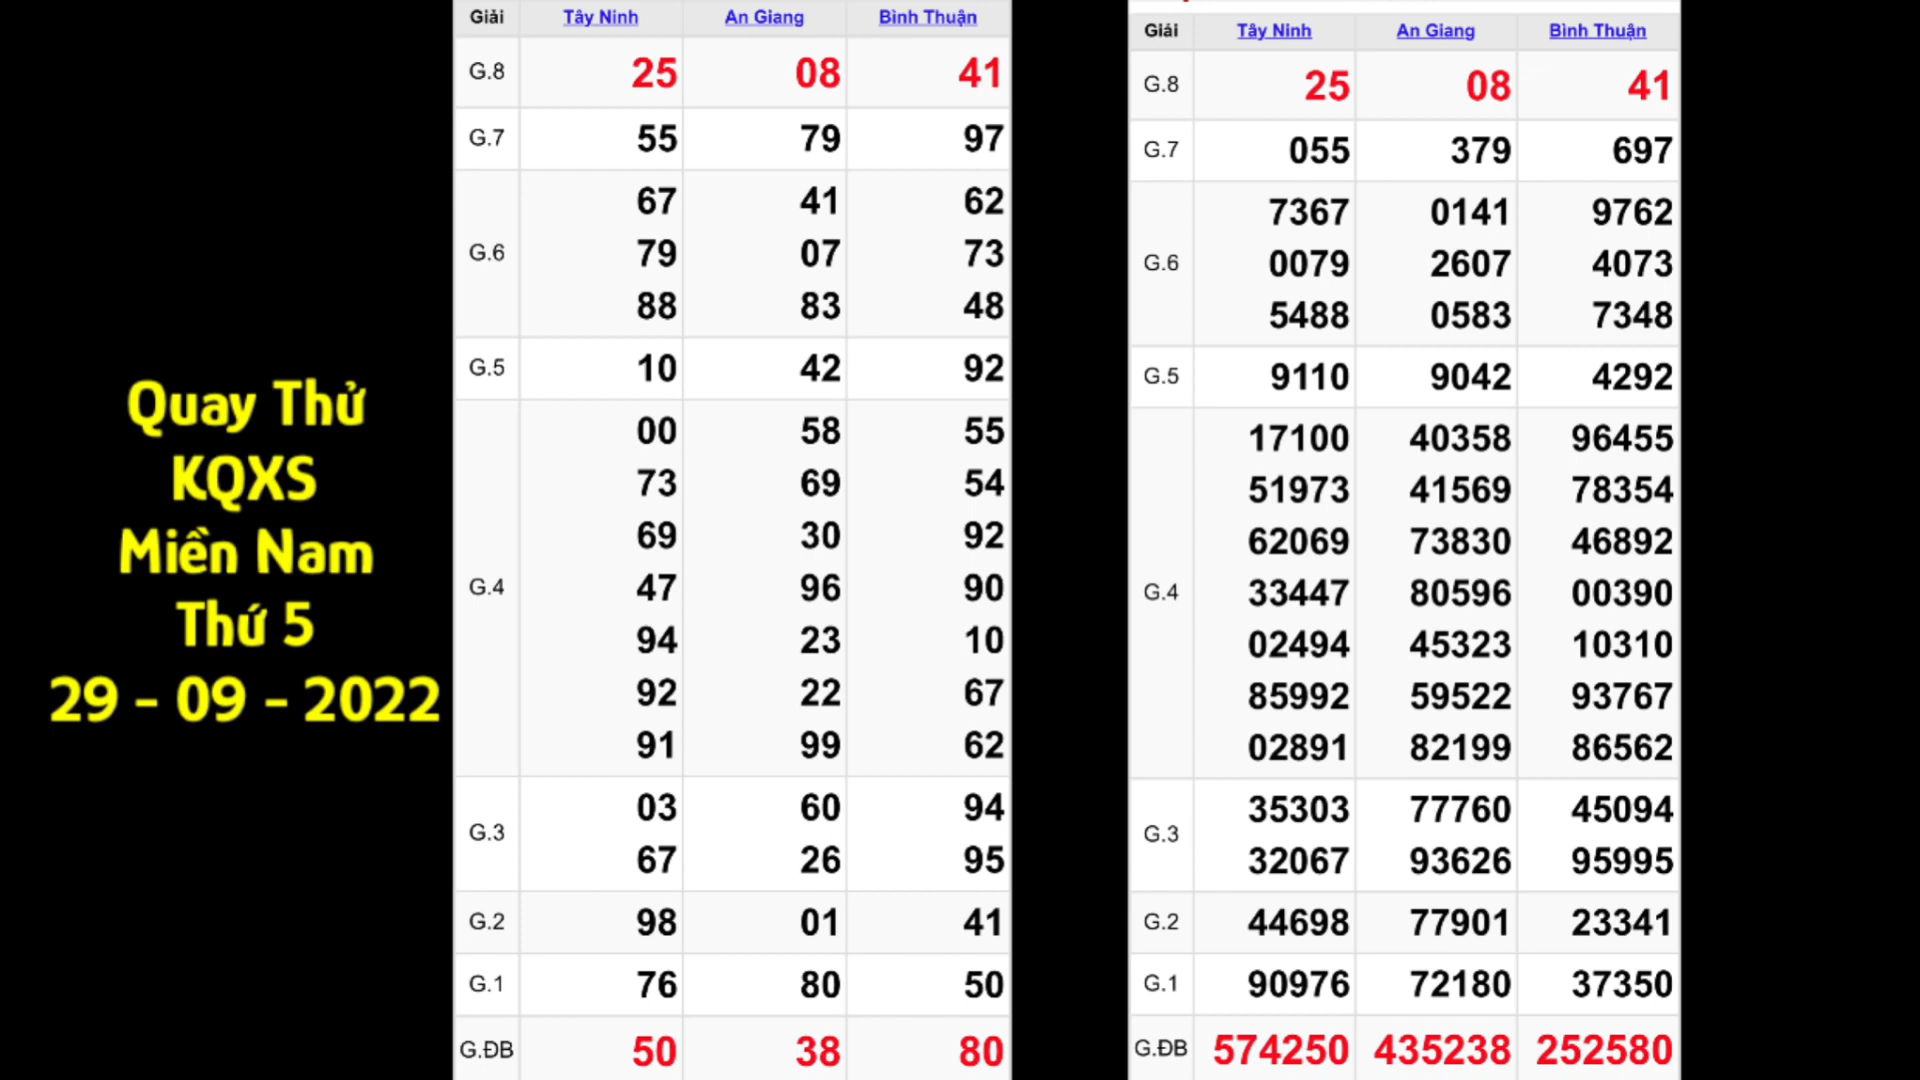 Quay Thử
KQXS
Miền Nam
Thứ 5
29 - 09 - 2022
Giải Tây Ninh An Giang Bình Thuận
G.8 25 08 41
G.7 55 79 97
67 41 62
G.6 79 07 73
88 83 48
G.5 10 42 92
00 58 55
73 69 54
69 30 92
G.4 47 96 90
94 23 10
92 22 67
91 99 62
G.3 03 60 94
67 26 95
G.2 98 01 41
G.1 76 80 50
G.ĐB 50 38 80
Giải Tây Ninh An Giang Bình Thuận
G.8 25 08 41
G.7 055 379 697
7367 0141 9762
G.6 0079 2607 4073
5488 0583 7348
G.5 9110 9042 4292
17100 40358 96455
51973 41569 78354
62069 73830 46892
G.4 33447 80596 00390
02494 45323 10310
85992 59522 93767
02891 82199 86562
G.3 35303 77760 45094
32067 93626 95995
G.2 44698 77901 23341
G.1 90976 72180 37350
G.ĐB 574250 435238 252580